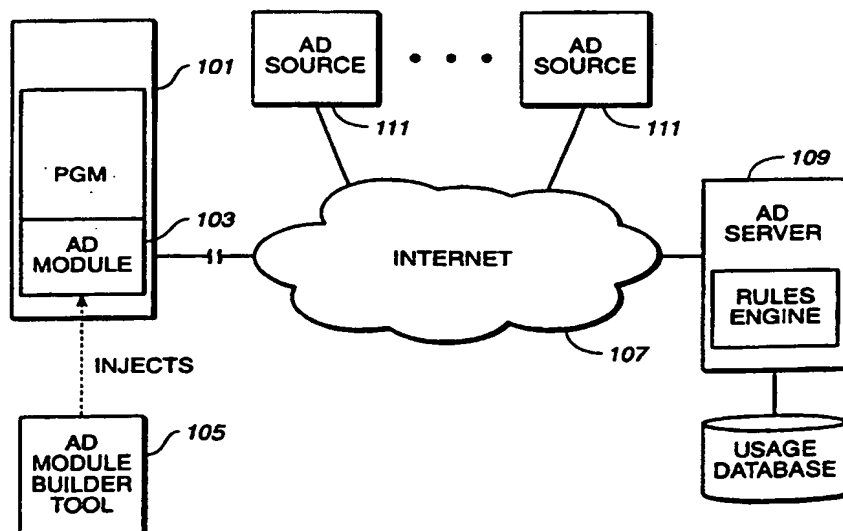 101
PGM
103
AD
MODULE
INJECTS
105
AD
MODULE
BUILDER
TOOL
AD
SOURCE
111
AD
SOURCE
111
INTERNET
107
109
AD
SERVER
RULES
ENGINE
USAGE
DATABASE